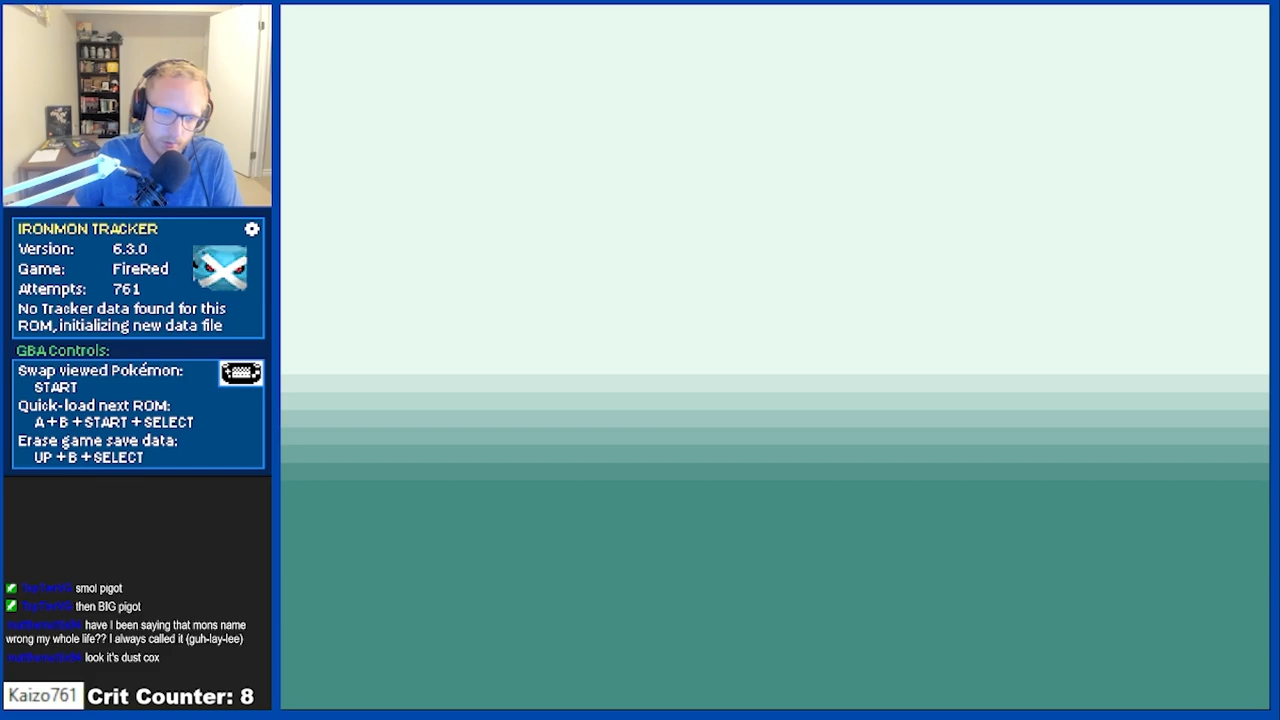 IRONMON TRACKER
Version: 6.3.0
Game: FireRed
Attempts: 761
No Tracker data found for this
ROM, initializing new data file
GBA Controls:
Swap viewed Pokémon:
START
Quick-load next ROM:
A + B + START + SELECT
Erase game save data:
UP + B + SELECT
smol pigot
then BIG pigot
have I been saying that mons name
wrong my whole life?? I always called it (guh-lay-lee)
look it's dust cox
Kaizo761 Crit Counter: 8